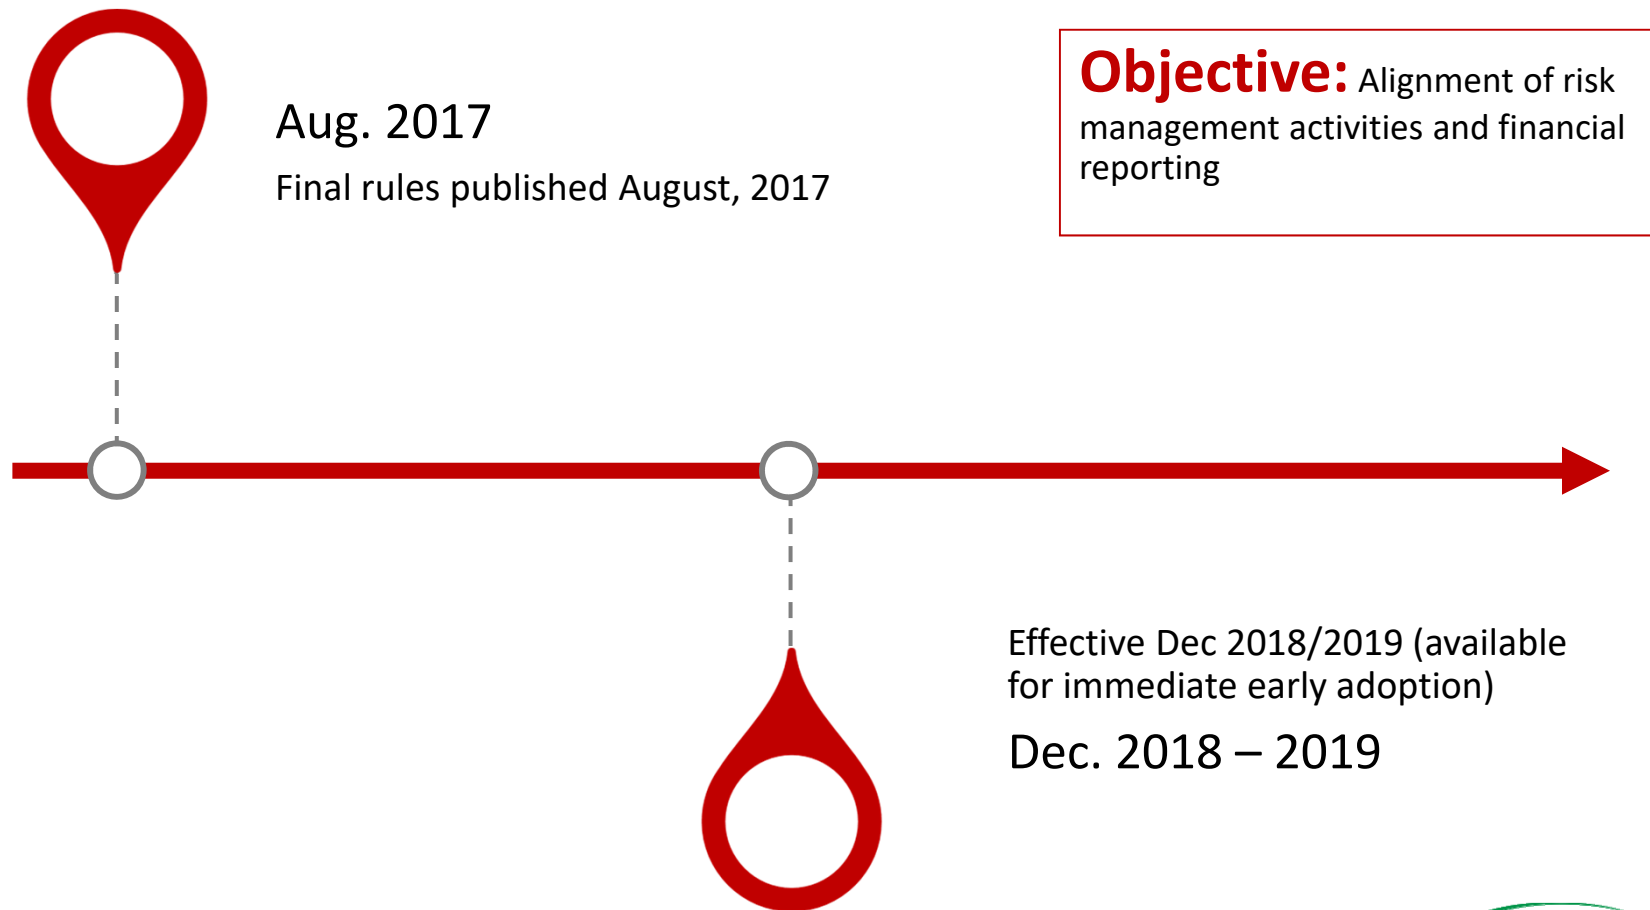 Aug. 2017
Final rules published August, 2017
Objective: Alignment of risk
management activities and financial
reporting
Effective Dec 2018/2019 (available
for immediate early adoption)
Dec. 2018 – 2019